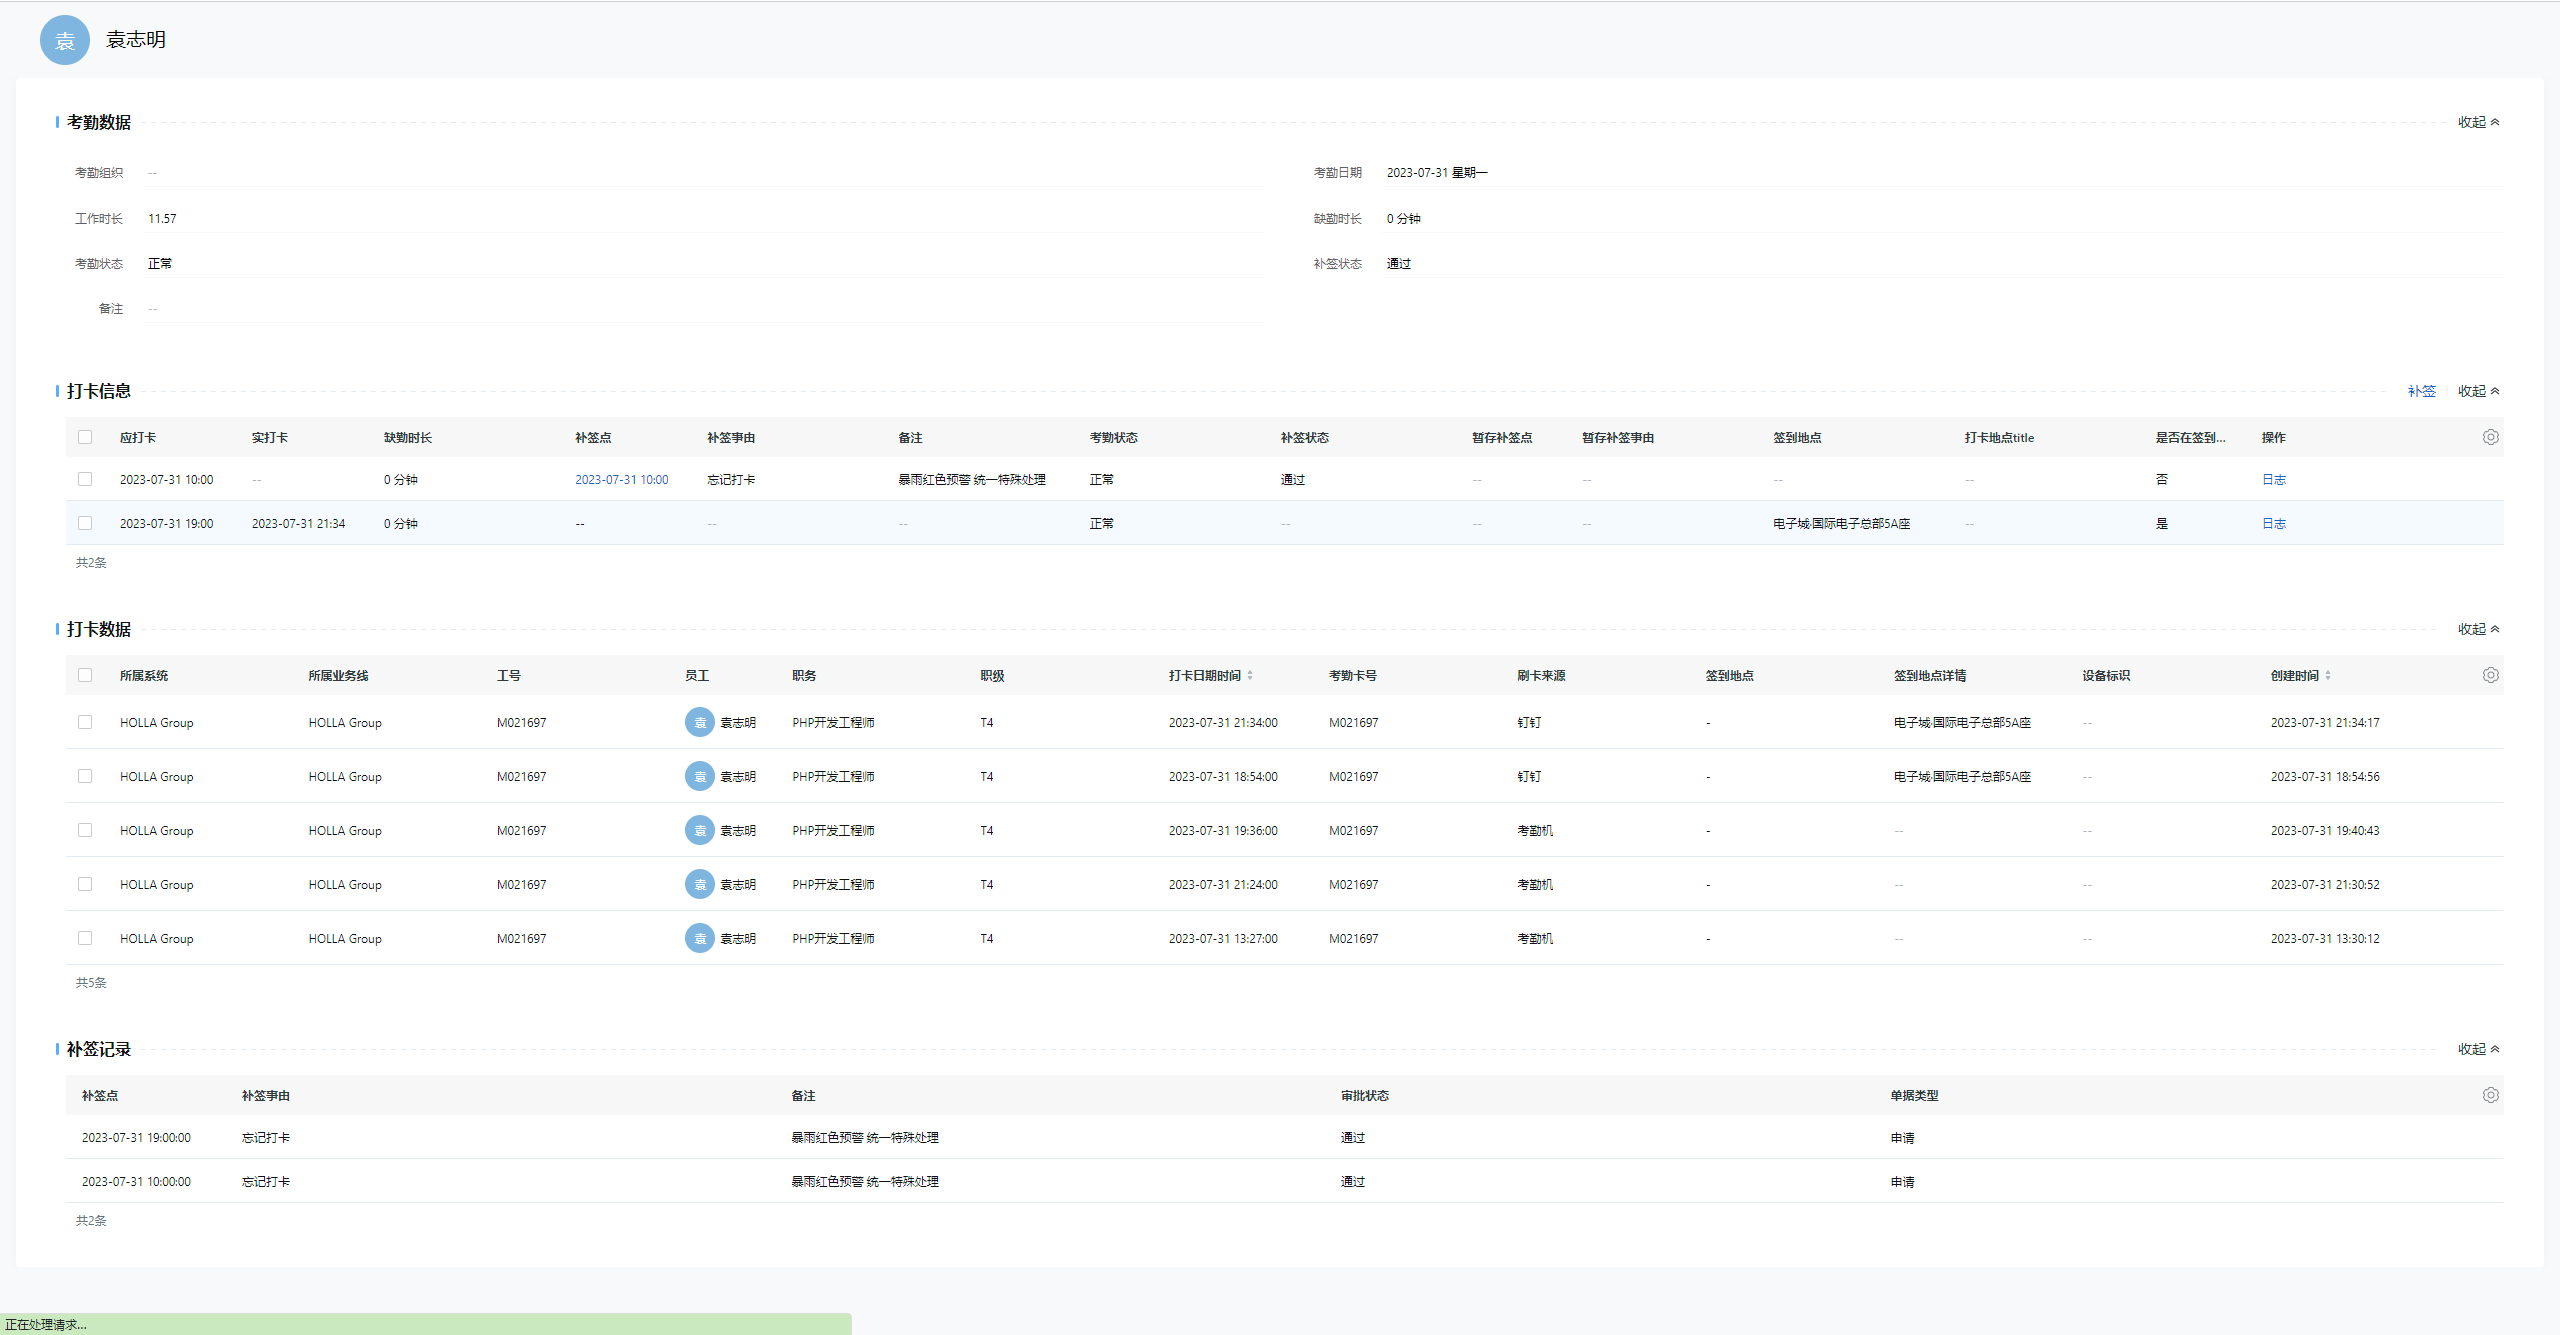 袁 袁志明
考勤数据 收起
考勤组织 -- 考勤日期 2023-07-31 星期一
工作时长 11.57 缺勤时长 0 分钟
考勤状态 正常 补签状态 通过
备注 --
打卡信息 补签 收起
应打卡 实打卡 缺勤时长 补签点 补签事由 备注 考勤状态 补签状态 暂存补签点 暂存补签事由 签到地点 打卡地点title 是否在签到... 操作
2023-07-31 10:00 -- 0 分钟 2023-07-31 10:00 忘记打卡 暴雨红色预警 统一特殊处理 正常 通过 -- -- -- -- 否 日志
2023-07-31 19:00 2023-07-31 21:34 0 分钟 -- -- -- 正常 -- -- -- 电子城·国际电子总部5A座 -- 是 日志
共2条
打卡数据 收起
所属系统 所属业务线 工号 员工 职务 职级 打卡日期时间 考勤卡号 刷卡来源 签到地点 签到地点详情 设备标识 创建时间
HOLLA Group HOLLA Group M021697 袁 袁志明 PHP开发工程师 T4 2023-07-31 21:34:00 M021697 钉钉 - 电子城·国际电子总部5A座 -- 2023-07-31 21:34:17
HOLLA Group HOLLA Group M021697 袁 袁志明 PHP开发工程师 T4 2023-07-31 18:54:00 M021697 钉钉 - 电子城·国际电子总部5A座 -- 2023-07-31 18:54:56
HOLLA Group HOLLA Group M021697 袁 袁志明 PHP开发工程师 T4 2023-07-31 19:36:00 M021697 考勤机 - -- -- 2023-07-31 19:40:43
HOLLA Group HOLLA Group M021697 袁 袁志明 PHP开发工程师 T4 2023-07-31 21:24:00 M021697 考勤机 - -- -- 2023-07-31 21:30:52
HOLLA Group HOLLA Group M021697 袁 袁志明 PHP开发工程师 T4 2023-07-31 13:27:00 M021697 考勤机 - -- -- 2023-07-31 13:30:12
共5条
补签记录 收起
补签点 补签事由 备注 审批状态 单据类型
2023-07-31 19:00:00 忘记打卡 暴雨红色预警 统一特殊处理 通过 申请
2023-07-31 10:00:00 忘记打卡 暴雨红色预警 统一特殊处理 通过 申请
共2条
正在处理请求...